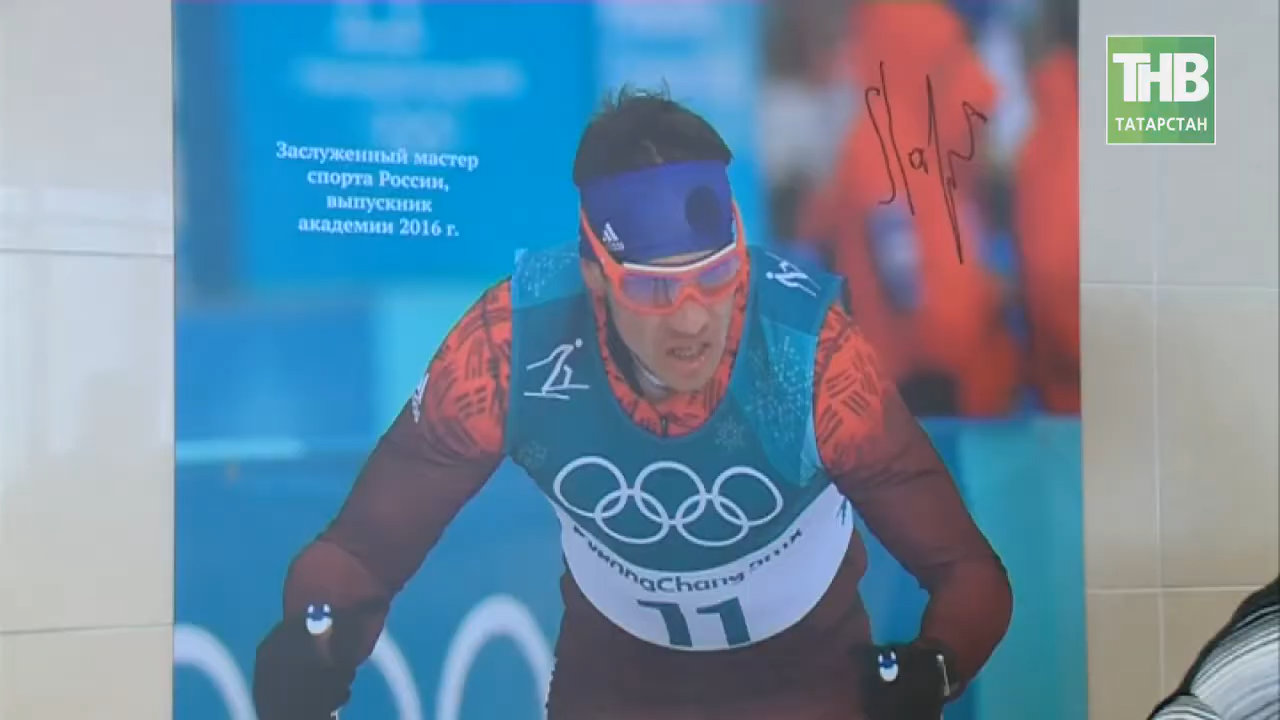 Заслуженный мастер
спорта России,
выпускник
академии 2016 г.
ТНВ
ТАТАРСТАН
PyeongChang 2018
11